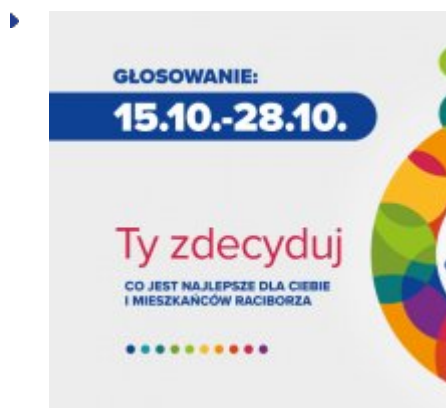 GŁOSOWANIE:
15.10.-28.10.
Ty zdecyduj
CO JEST NAJLEPSZE DLA CIEBIE
I MIESZKAŃCÓW RACIBORZA